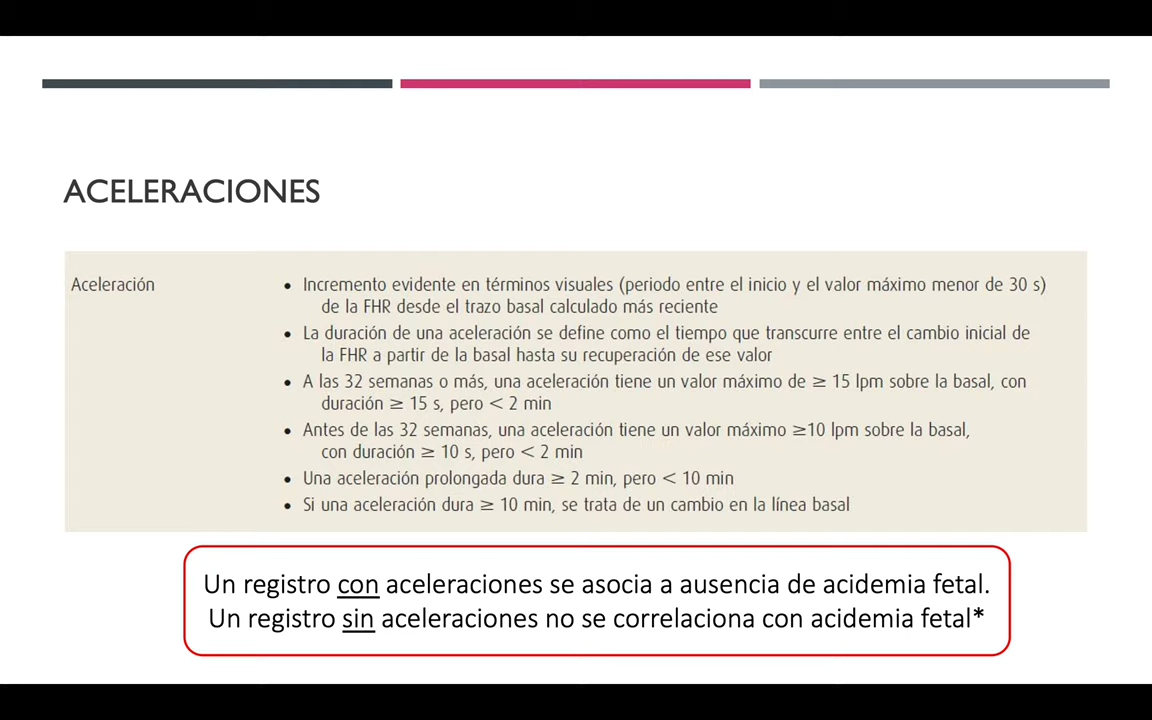 ACELERACIONES
Aceleración
• Incremento evidente en términos visuales (periodo entre el inicio y el valor máximo menor de 30 s)
de la FHR desde el trazo basal calculado más reciente
• La duración de una aceleración se define como el tiempo que transcurre entre el cambio inicial de
la FHR a partir de la basal hasta su recuperación de ese valor
• A las 32 semanas o más, una aceleración tiene un valor máximo de ≥ 15 lpm sobre la basal, con
duración ≥ 15 s, pero < 2 min
• Antes de las 32 semanas, una aceleración tiene un valor máximo ≥10 lpm sobre la basal,
con duración ≥ 10 s, pero < 2 min
• Una aceleración prolongada dura ≥ 2 min, pero < 10 min
• Si una aceleración dura ≥ 10 min, se trata de un cambio en la línea basal
Un registro con aceleraciones se asocia a ausencia de acidemia fetal.
Un registro sin aceleraciones no se correlaciona con acidemia fetal*